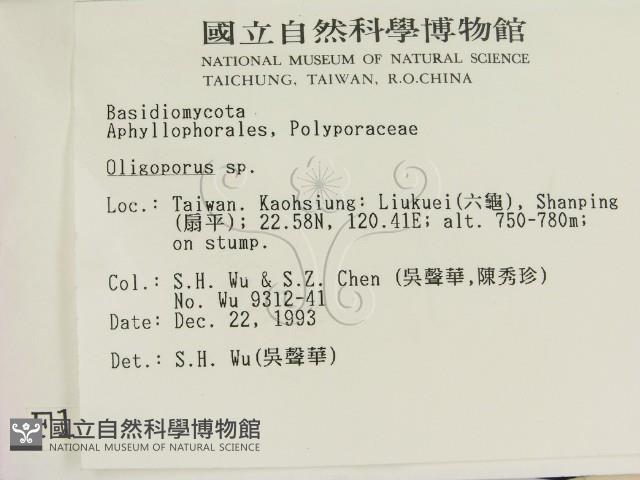 國立自然科學博物館
NATIONAL MUSEUM OF NATURAL SCIENCE
TAICHUNG, TAIWAN, R.O.CHINA
Basidiomycota
Aphyllophorales, Polyporaceae
Oligoporus sp.
Loc.: Taiwan. Kaohsiung: Liukuei(六龜), Shanping
(扇平); 22.58N, 120.41E; alt. 750-780m;
on stump.
Col.: S.H. Wu & S.Z. Chen (吳聲華,陳秀珍)
No. Wu 9312-41
Date: Dec. 22, 1993
Det.: S.H. Wu(吳聲華)
國立自然科學博物館
NATIONAL MUSEUM OF NATURAL SCIENCE